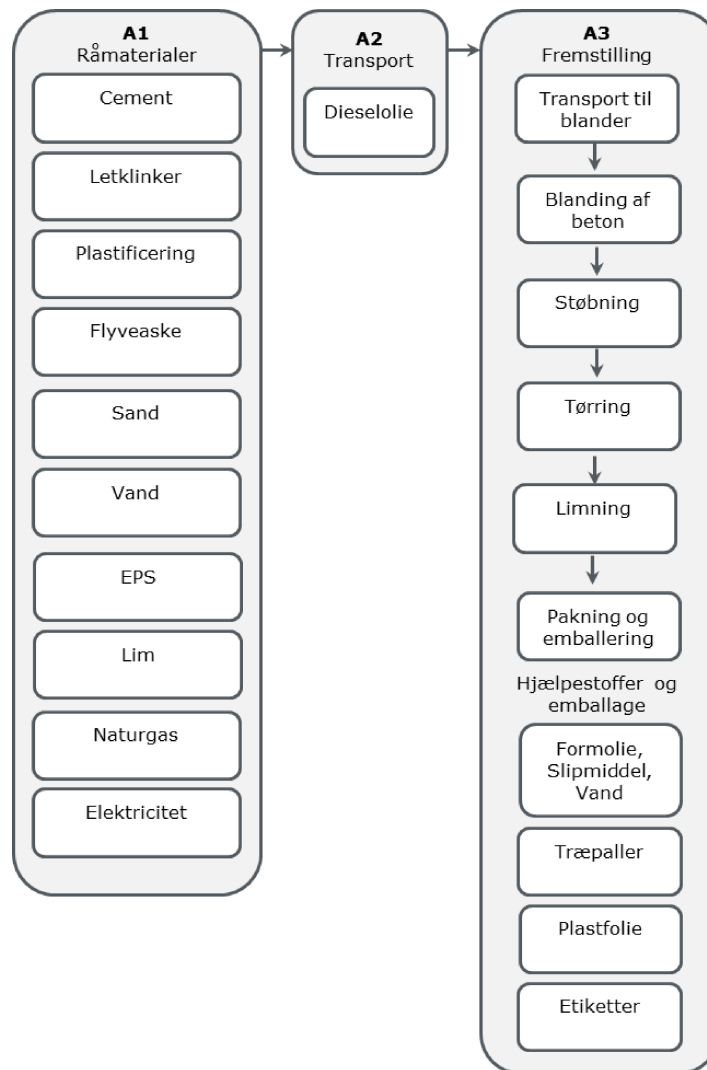 A1
Råmaterialer
Cement
Letklinker
Plastificering
Flyveaske
Sand
Vand
EPS
Lim
Naturgas
Elektricitet
A2
Transport
Dieselolie
A3
Fremstilling
Transport til
blander
Blanding af
beton
Støbning
Tørring
Limning
Pakning og
emballering
Hjælpestoffer og
emballage
Formolie,
Slipmiddel,
Vand
Træpaller
Plastfolie
Etiketter